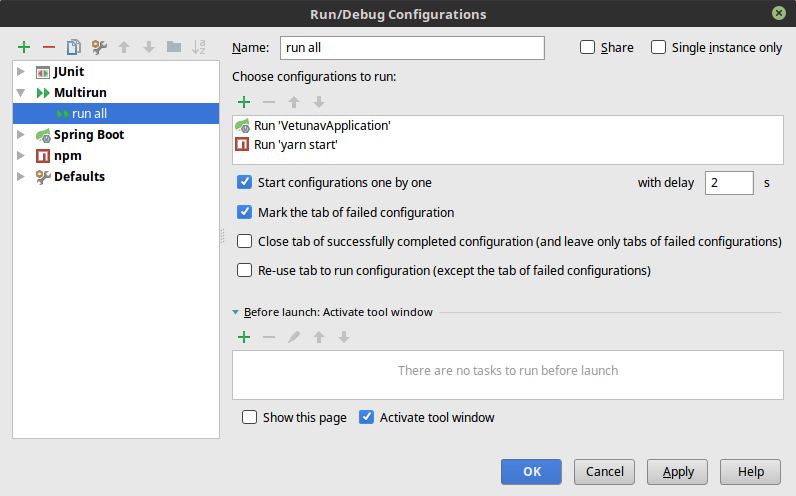 Run/Debug Configurations
Name: run all Share Single instance only
JUnit
Multirun
run all
Spring Boot
npm
Defaults
Choose configurations to run:
Run 'VetunavApplication'
Run 'yarn start'
Start configurations one by one with delay 2 s
Mark the tab of failed configuration
Close tab of successfully completed configuration (and leave only tabs of failed configurations)
Re-use tab to run configuration (except the tab of failed configurations)
Before launch: Activate tool window
There are no tasks to run before launch
Show this page Activate tool window
OK Cancel Apply Help